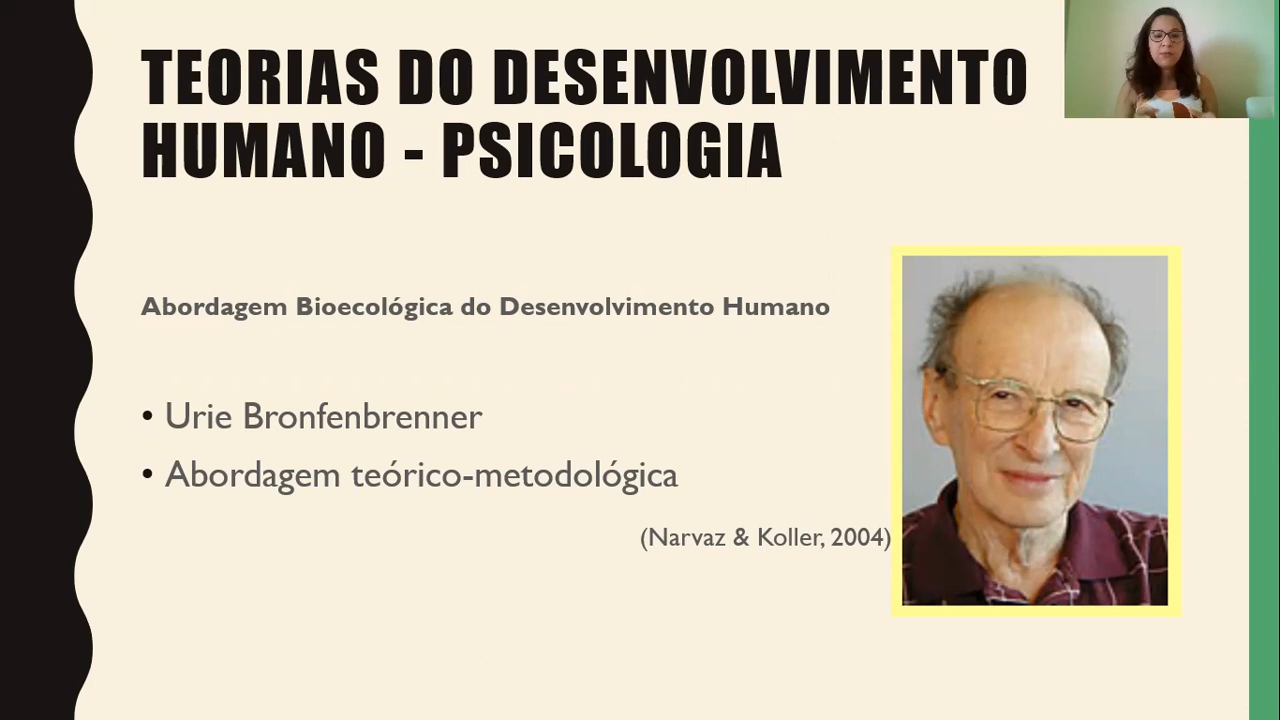 TEORIAS DO DESENVOLVIMENTO
HUMANO - PSICOLOGIA
Abordagem Bioecológica do Desenvolvimento Humano
• Urie Bronfenbrenner
• Abordagem teórico-metodológica
(Narvaz & Koller, 2004)